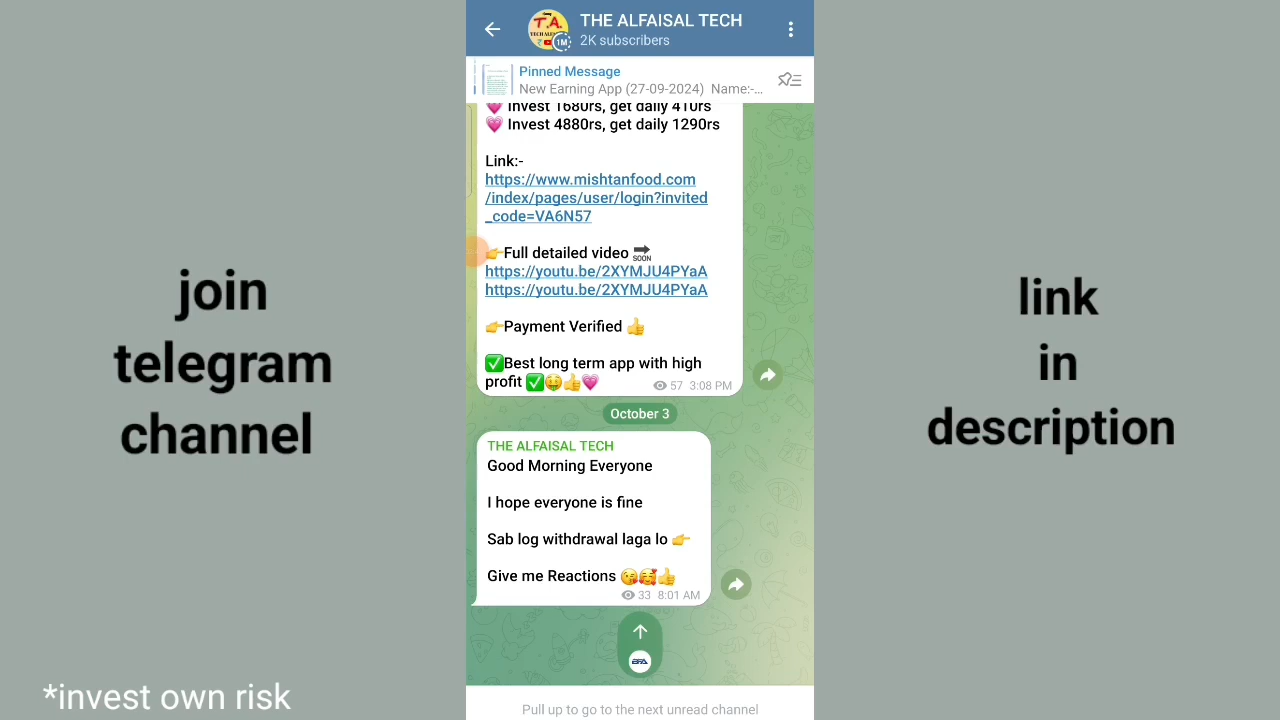 join
telegram
channel
*invest own risk
THE ALFAISAL TECH
2K subscribers
Pinned Message
New Earning App (27-09-2024) Name:-...
Invest 1680rs, get daily 410rs
Invest 4880rs, get daily 1290rs
Link:-
https://www.mishtanfood.com
/index/pages/user/login?invited
_code=VA6N57
👉Full detailed video 🔜
https://youtu.be/2XYMJU4PYaA
https://youtu.be/2XYMJU4PYaA
👉Payment Verified 👍
✅Best long term app with high
profit ✅🤑👍💗 57 3:08 PM
October 3
THE ALFAISAL TECH
Good Morning Everyone
I hope everyone is fine
Sab log withdrawal laga lo 👉
Give me Reactions 😘🥰👍
33 8:01 AM
Pull up to go to the next unread channel
link
in
description